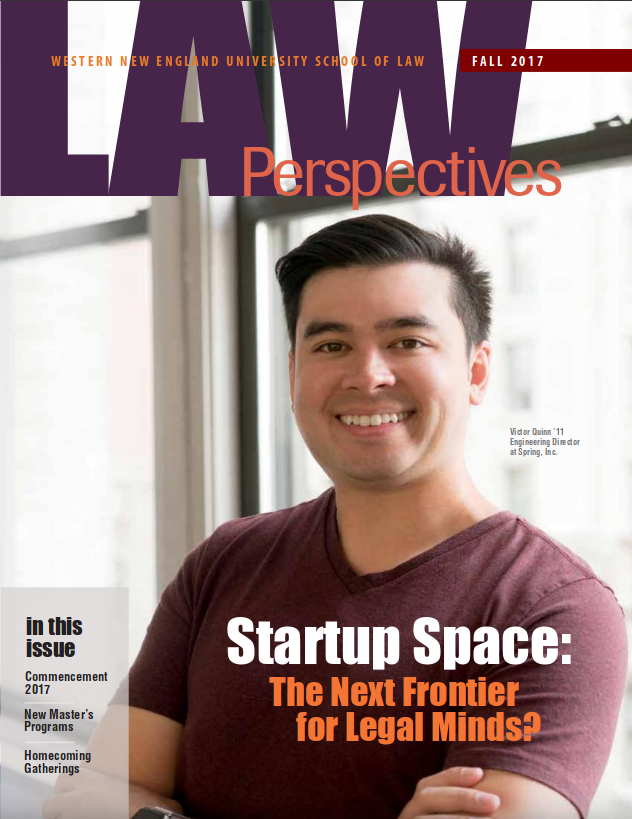 LAW
WESTERN NEW ENGLAND UNIVERSITY SCHOOL OF LAW
FALL 2017
Perspectives
Victor Quinn '11
Engineering Director
at Spring, Inc.
in this
issue
Commencement
2017
New Master's
Programs
Homecoming
Gatherings
Startup Space:
The Next Frontier
for Legal Minds?